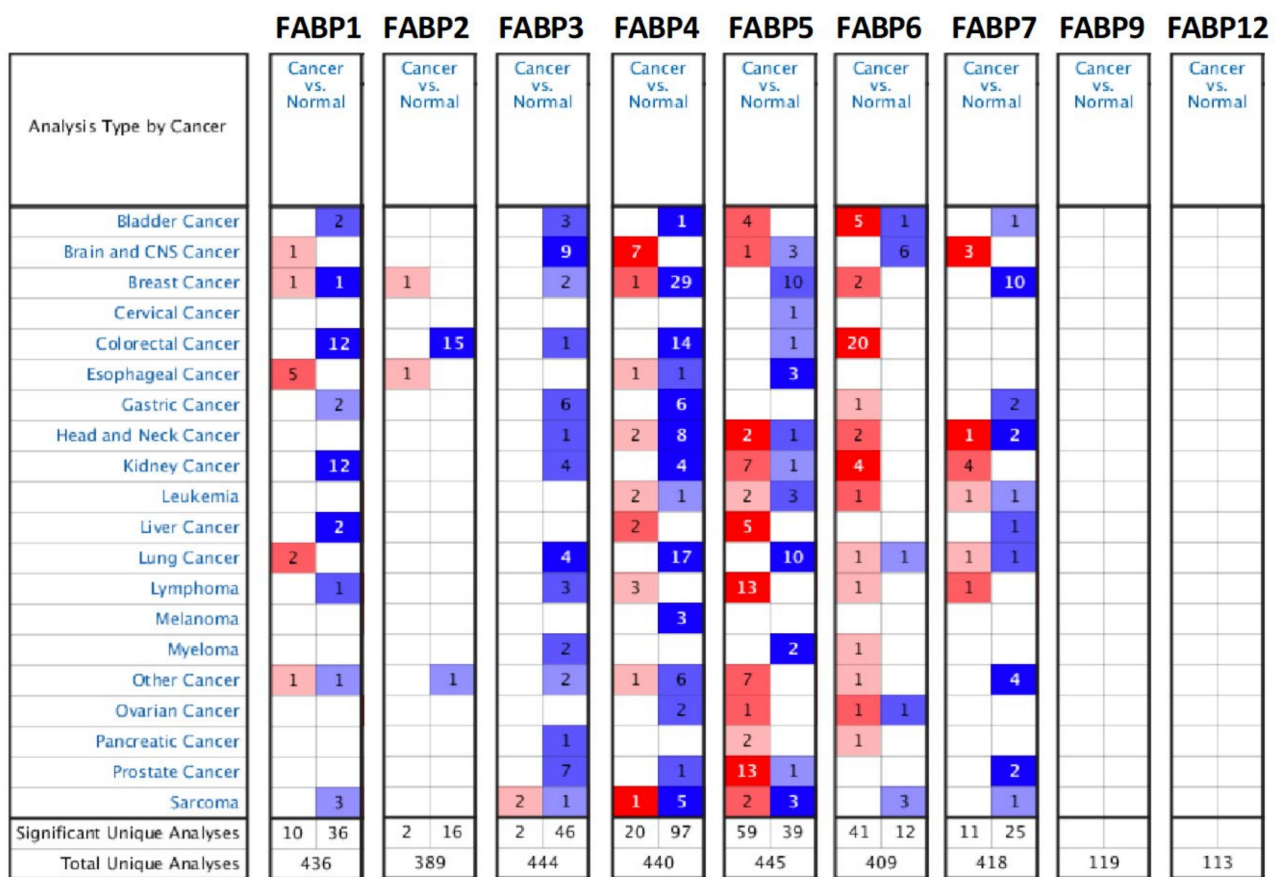 FABP1 FABP2 FABP3 FABP4 FABP5 FABP6 FABP7 FABP9 FABP12
Analysis Type by Cancer
Cancer Cancer Cancer Cancer Cancer Cancer Cancer Cancer Cancer
vs. vs. vs. vs. vs. vs. vs. vs. vs.
Normal Normal Normal Normal Normal Normal Normal Normal Normal
Bladder Cancer 2 3 1 4 5 1 1
Brain and CNS Cancer 1 9 7 1 3 6 3
Breast Cancer 1 1 1 2 1 29 10 2 10
Cervical Cancer 1
Colorectal Cancer 12 15 1 14 1 20
Esophageal Cancer 5 1 1 1 3
Gastric Cancer 2 6 6 1 2
Head and Neck Cancer 1 2 8 2 1 2 1 2
Kidney Cancer 12 4 4 7 1 4 4
Leukemia 2 1 2 3 1 1 1
Liver Cancer 2 2 5 1
Lung Cancer 2 4 17 10 1 1 1 1
Lymphoma 1 3 3 13 1 1
Melanoma 3
Myeloma 2 2 1
Other Cancer 1 1 1 2 1 6 7 1 4
Ovarian Cancer 2 1 1 1
Pancreatic Cancer 1 2 1
Prostate Cancer 7 1 13 1 2
Sarcoma 3 2 1 1 5 2 3 3 1
Significant Unique Analyses 10 36 2 16 2 46 20 97 59 39 41 12 11 25
Total Unique Analyses 436 389 444 440 445 409 418 119 113